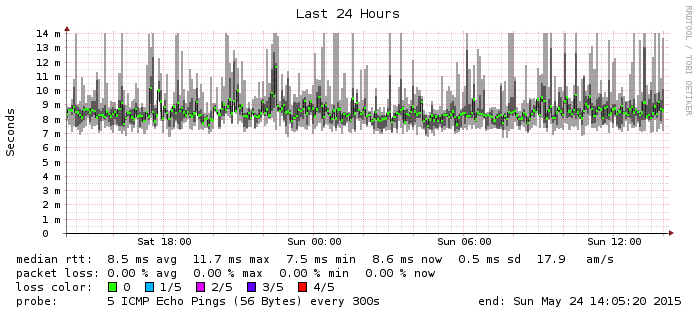 Last 24 Hours
RRDTOOL / TOBI OETIKER
Seconds
14 m
13 m
12 m
11 m
10 m
9 m
8 m
7 m
6 m
5 m
4 m
3 m
2 m
1 m
0
Sat 18:00 Sun 00:00 Sun 06:00 Sun 12:00
median rtt: 8.5 ms avg 11.7 ms max 7.5 ms min 8.6 ms now 0.5 ms sd 17.9 am/s
packet loss: 0.00 % avg 0.00 % max 0.00 % min 0.00 % now
loss color: 0 1/5 2/5 3/5 4/5
probe: 5 ICMP Echo Pings (56 Bytes) every 300s end: Sun May 24 14:05:20 2015